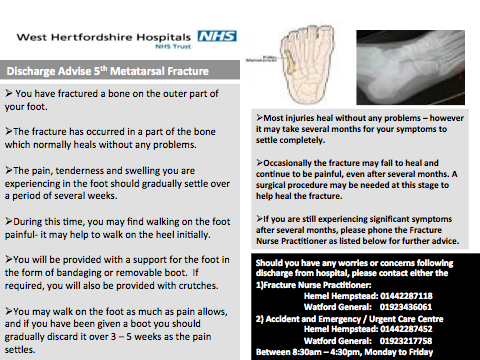 West Hertfordshire Hospitals NHS
NHS Trust
Discharge Advise 5th Metatarsal Fracture
➢ You have fractured a bone on the outer part of
your foot.
➢The fracture has occurred in a part of the bone
which normally heals without any problems.
➢The pain, tenderness and swelling you are
experiencing in the foot should gradually settle over
a period of several weeks.
➢During this time, you may find walking on the foot
painful- it may help to walk on the heel initially.
➢You will be provided with a support for the foot in
the form of bandaging or removable boot. If
required, you will also be provided with crutches.
➢You may walk on the foot as much as pain allows,
and if you have been given a boot you should
gradually discard it over 3 – 5 weeks as the pain
settles.
➢Most injuries heal without any problems – however
it may take several months for your symptoms to
settle completely.
➢Occasionally the fracture may fail to heal and
continue to be painful, even after several months. A
surgical procedure may be needed at this stage to
help heal the fracture.
➢If you are still experiencing significant symptoms
after several months, please phone the Fracture
Nurse Practitioner as listed below for further advice.
Should you have any worries or concerns following
discharge from hospital, please contact either the
1)Fracture Nurse Practitioner:
Hemel Hempstead: 01442287118
Watford General: 01923436061
2) Accident and Emergency / Urgent Care Centre
Hemel Hempstead: 01442287452
Watford General: 01923217758
Between 8:30am – 4:30pm, Monday to Friday